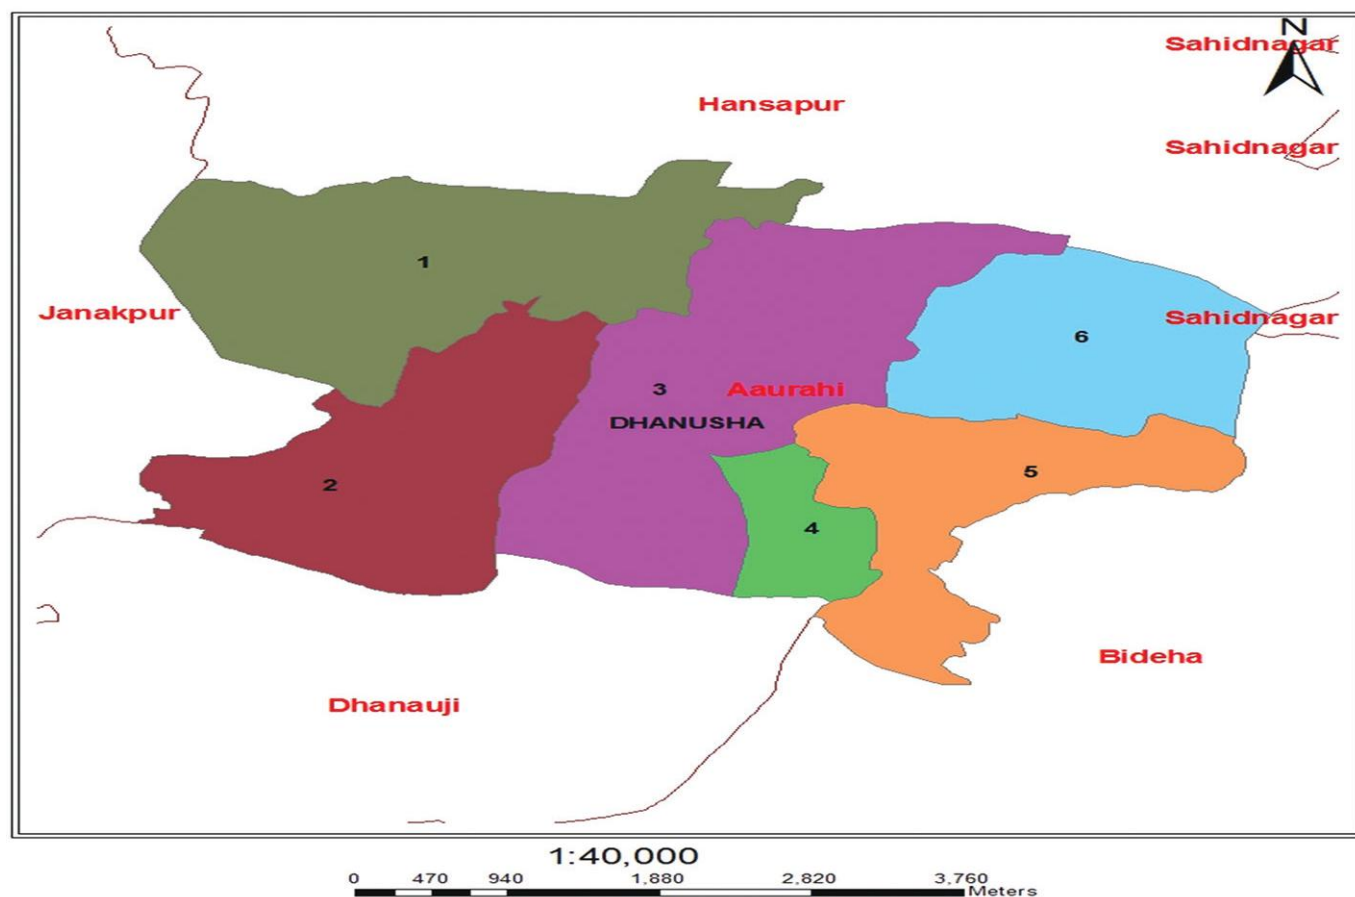 N
Sahidnagar
Hansapur
Sahidnagar
1
Janakpur
Sahidnagar
6
3
Aaurahi
DHANUSHA
5
2
4
Bideha
Dhanauji
1:40,000
0 470 940 1,880 2,820 3,760
Meters